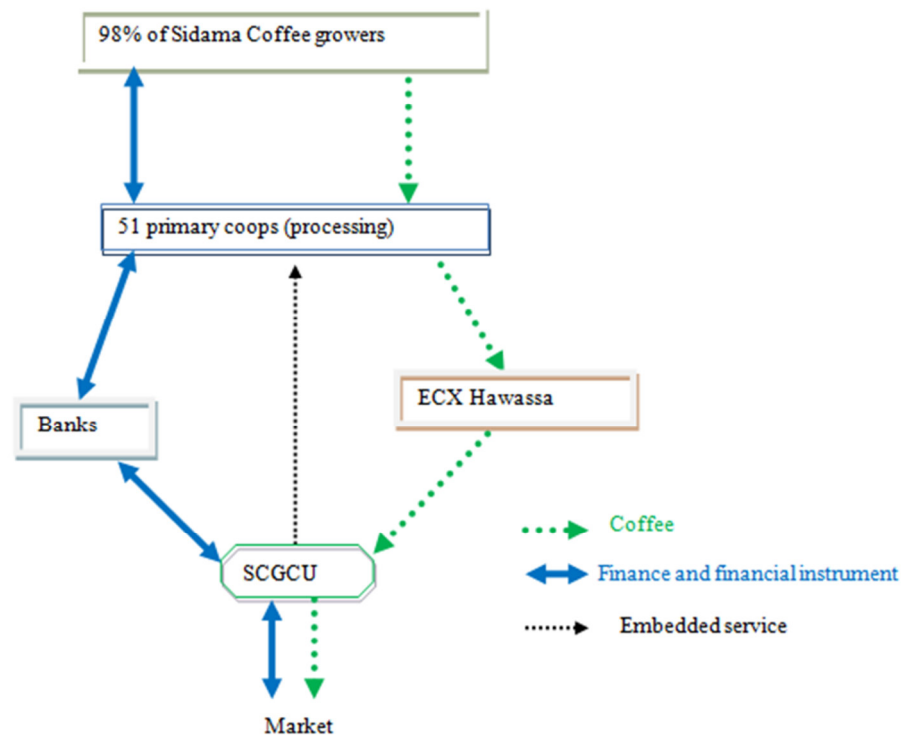 98% of Sidama Coffee growers
51 primary coops (processing)
ECX Hawassa
Banks
Coffee
SCGCU
Finance and financial instrument
Embedded service
Market